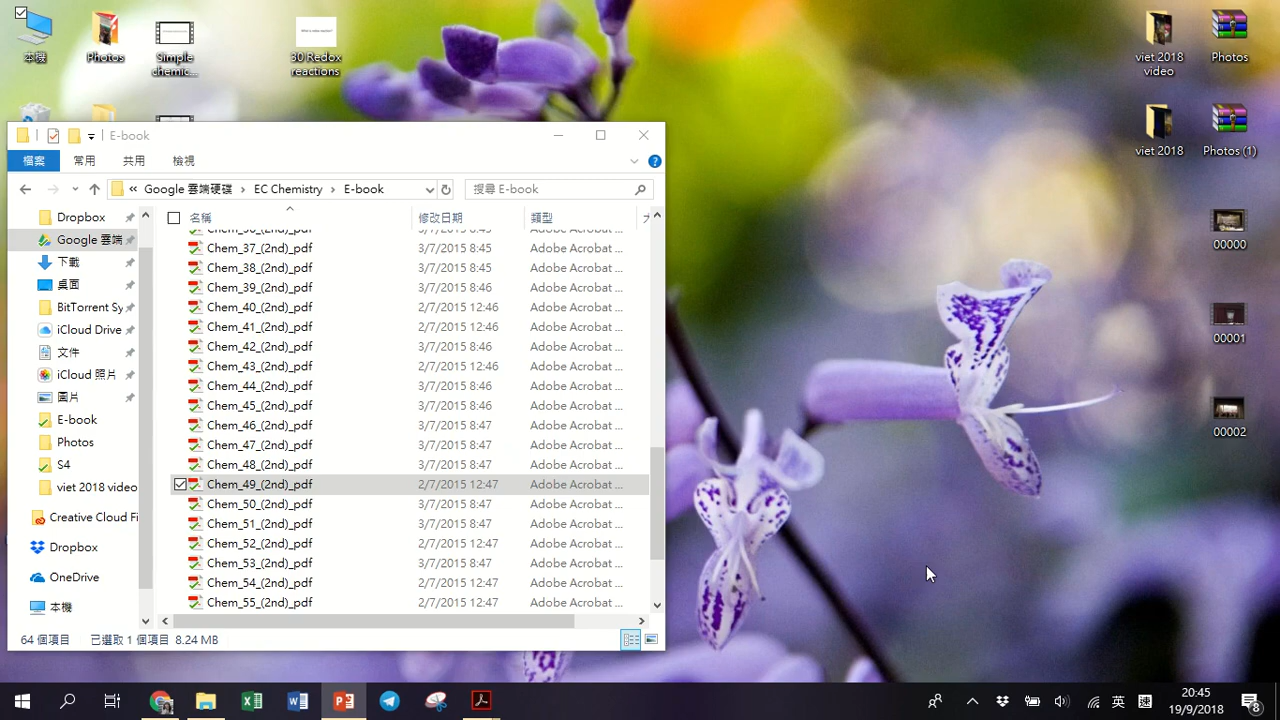 本機
Photos
Simple
chemic...
30 Redox
reactions
viet 2018
video
Photos
viet 2018
Photos (1)
00000
00001
00002
E-book
檔案
常用
共用
檢視
Google 雲端硬碟
EC Chemistry
E-book
搜尋 E-book
Dropbox
Google 雲端
下載
桌面
BitTorrent Sy
iCloud Drive
文件
iCloud 照片
圖片
E-book
Photos
S4
viet 2018 video
Creative Cloud Fi
Dropbox
OneDrive
本機
名稱 修改日期 類型
Chem_36_(2nd)_pdf 3/7/2015 8:45 Adobe Acrobat ...
Chem_37_(2nd)_pdf 3/7/2015 8:45 Adobe Acrobat ...
Chem_38_(2nd)_pdf 3/7/2015 8:45 Adobe Acrobat ...
Chem_39_(2nd)_pdf 3/7/2015 8:46 Adobe Acrobat ...
Chem_40_(2nd)_pdf 2/7/2015 12:46 Adobe Acrobat ...
Chem_41_(2nd)_pdf 2/7/2015 12:46 Adobe Acrobat ...
Chem_42_(2nd)_pdf 3/7/2015 8:46 Adobe Acrobat ...
Chem_43_(2nd)_pdf 2/7/2015 12:46 Adobe Acrobat ...
Chem_44_(2nd)_pdf 3/7/2015 8:46 Adobe Acrobat ...
Chem_45_(2nd)_pdf 3/7/2015 8:46 Adobe Acrobat ...
Chem_46_(2nd)_pdf 3/7/2015 8:47 Adobe Acrobat ...
Chem_47_(2nd)_pdf 3/7/2015 8:47 Adobe Acrobat ...
Chem_48_(2nd)_pdf 3/7/2015 8:47 Adobe Acrobat ...
Chem_49_(2nd)_pdf 2/7/2015 12:47 Adobe Acrobat ...
Chem_50_(2nd)_pdf 3/7/2015 8:47 Adobe Acrobat ...
Chem_51_(2nd)_pdf 3/7/2015 8:47 Adobe Acrobat ...
Chem_52_(2nd)_pdf 2/7/2015 12:47 Adobe Acrobat ...
Chem_53_(2nd)_pdf 3/7/2015 8:47 Adobe Acrobat ...
Chem_54_(2nd)_pdf 2/7/2015 12:47 Adobe Acrobat ...
Chem_55_(2nd)_pdf 2/7/2015 12:47 Adobe Acrobat ...
64 個項目 已選取 1 個項目 8.24 MB
英
20:45
19/9/2018
8